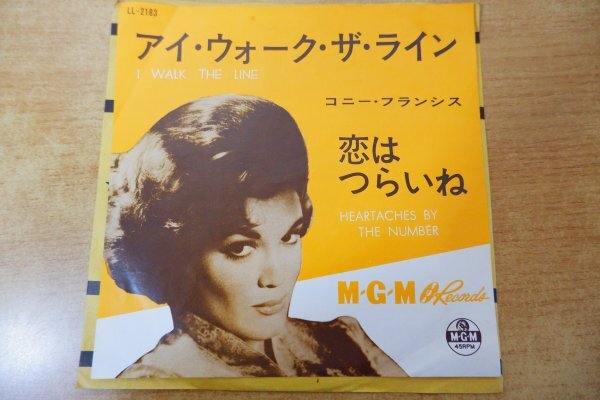 LL-2183
アイ・ウォーク・ザ・ライン
I WALK THE LINE
コニー・フランシス
恋は
つらいね
HEARTACHES BY
THE NUMBER
M-G-M Records
M-G-M
45RPM